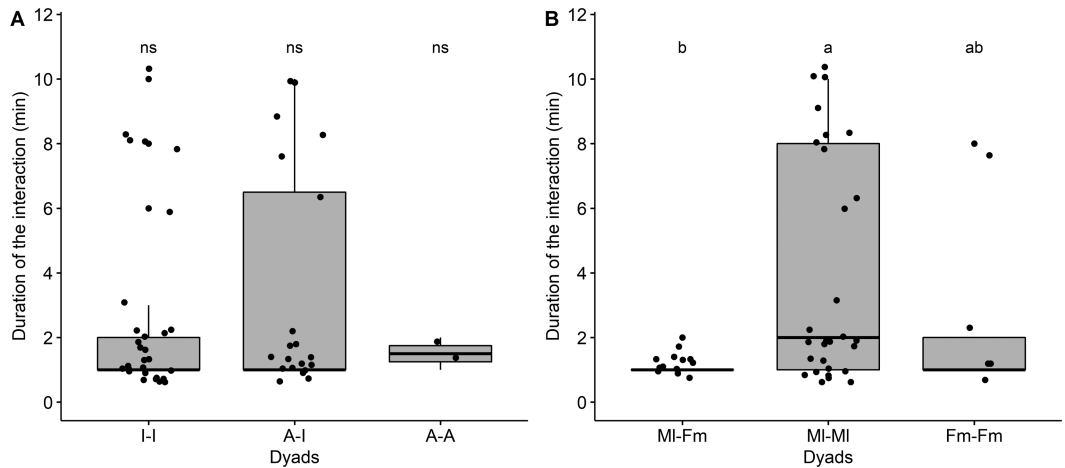 A
Duration of the interaction (min)
12
10
8
6
4
2
0
ns ns ns
I-I A-I A-A
Dyads
B
Duration of the interaction (min)
12
10
8
6
4
2
0
b a ab
Ml-Fm Ml-Ml Fm-Fm
Dyads